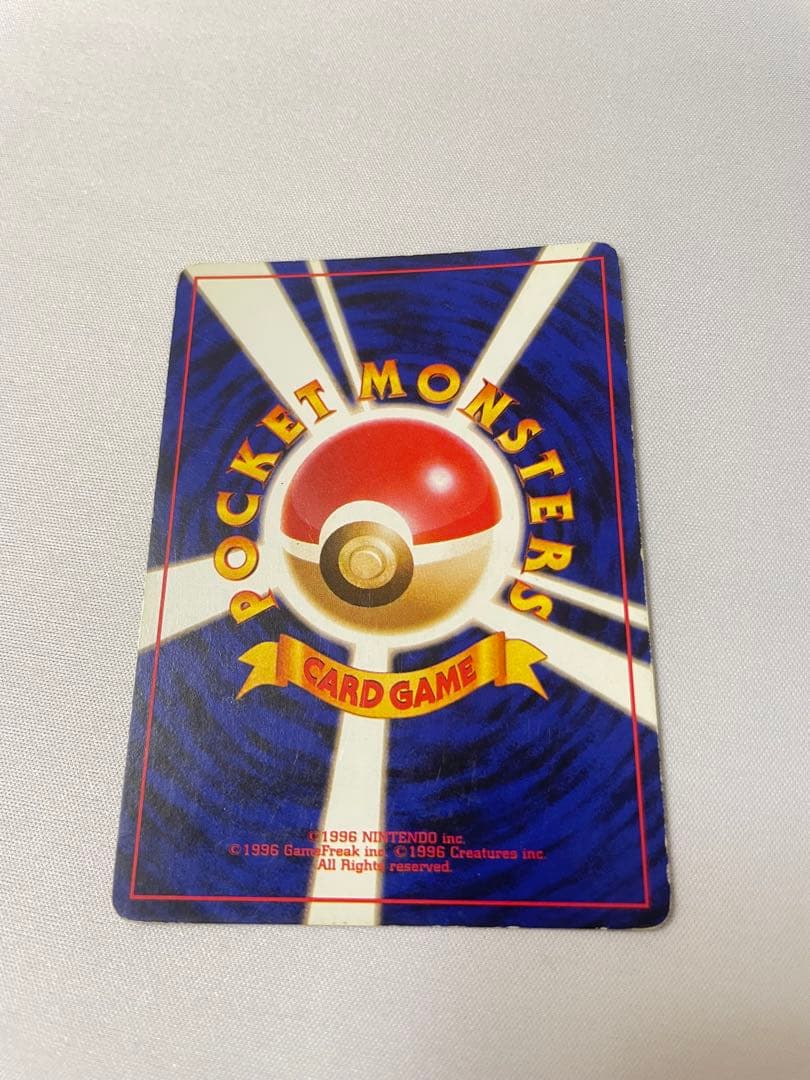 POCKET MONSTERS
CARD GAME
©1996 NINTENDO inc.
©1996 GameFreak inc. ©1996 Creatures inc.
All Rights reserved.